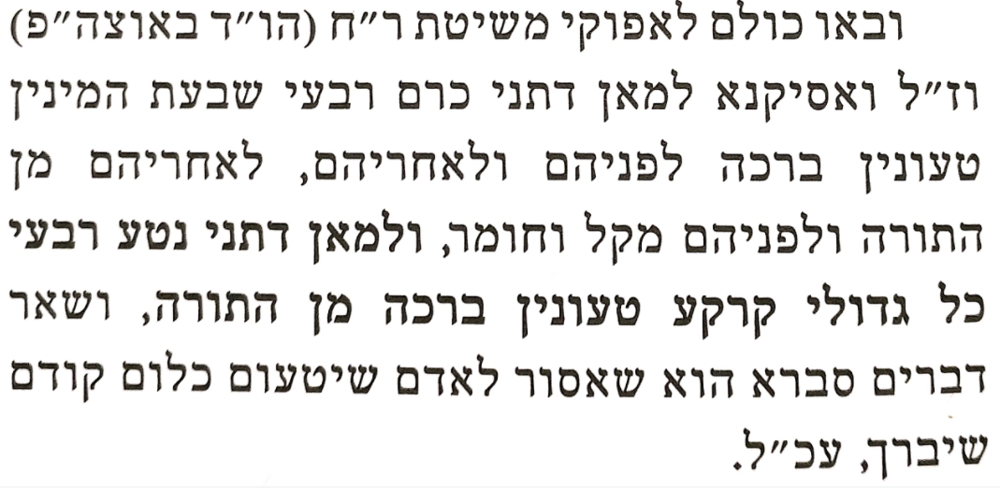 ובאו כולם לאפוקי משיטת ר״ח (הו״ד באוצה״פ)
וז״ל ואסיקנא למאן דתני כרם רבעי שבעת המינין
טעונין ברכה לפניהם ולאחריהם, לאחריהם מן
התורה ולפניהם מקל וחומר, ולמאן דתני נטע רבעי
כל גדולי קרקע טעונין ברכה מן התורה, ושאר
דברים סברא הוא שאסור לאדם שיטעום כלום קודם
שיברך, עכ״ל.